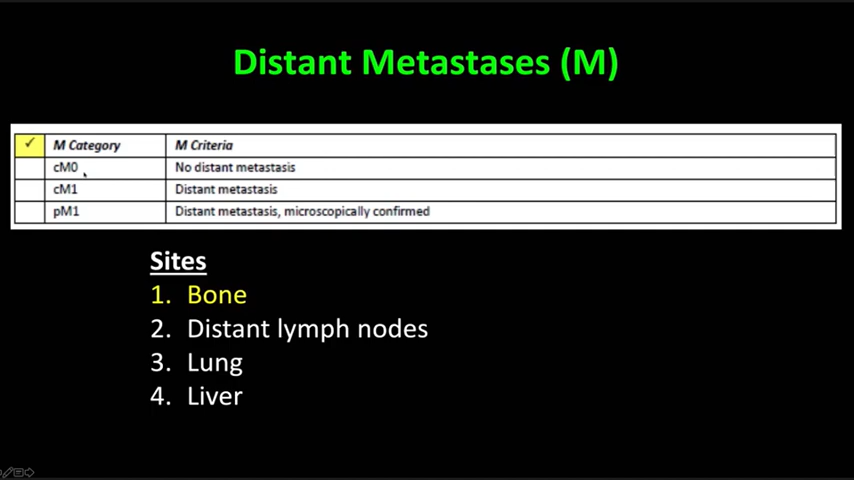 Distant Metastases (M)
✓ M Category M Criteria
cM0 No distant metastasis
cM1 Distant metastasis
pM1 Distant metastasis, microscopically confirmed
Sites
1. Bone
2. Distant lymph nodes
3. Lung
4. Liver